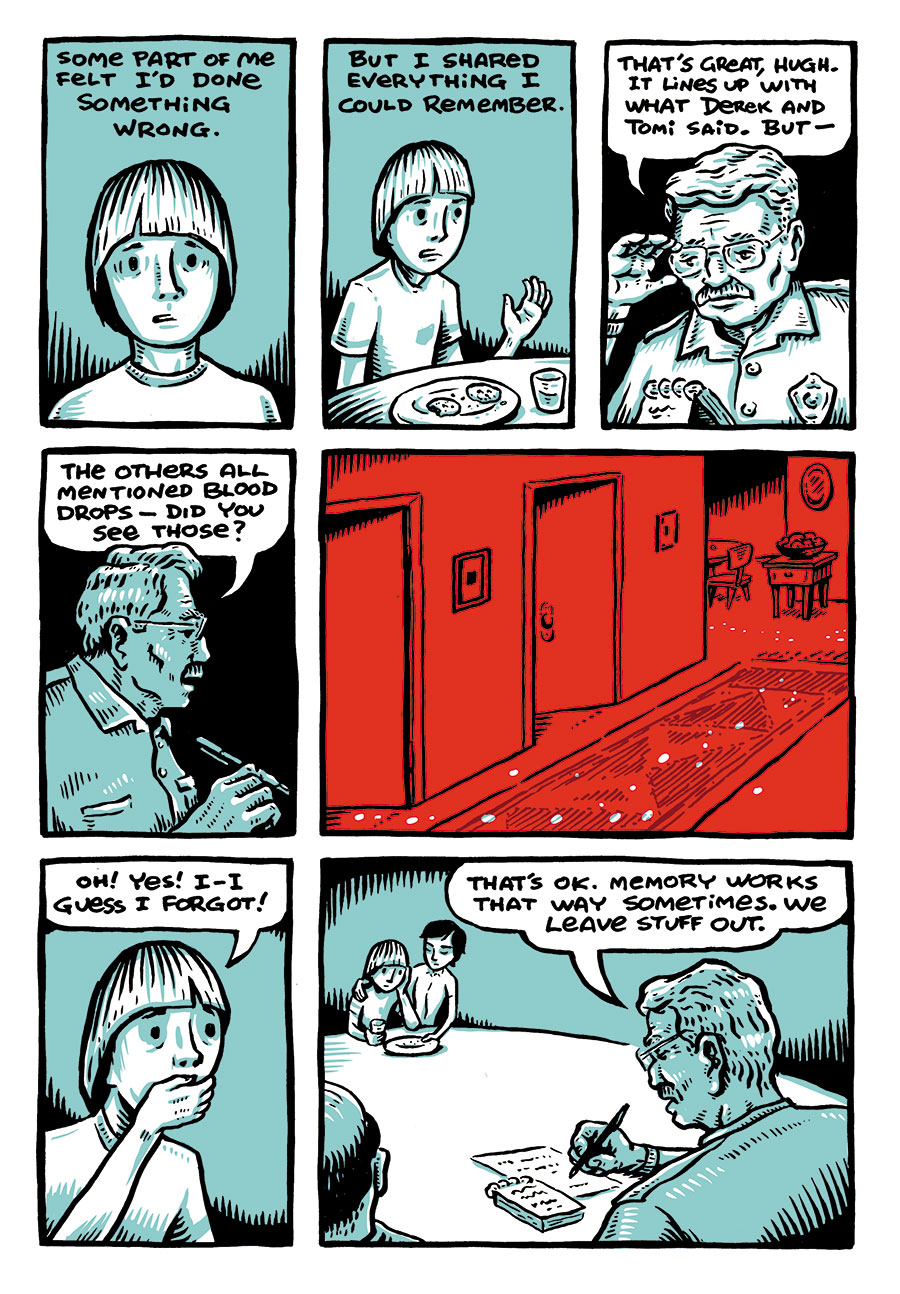 SOME PART OF ME
FELT I'D DONE
SOMETHING
WRONG.
BUT I SHARED
EVERYTHING I
COULD REMEMBER.
THAT'S GREAT, HUGH.
IT LINES UP WITH
WHAT DEREK AND
TOMI SAID. BUT —
THE OTHERS ALL
MENTIONED BLOOD
DROPS — DID YOU
SEE THOSE?
OH! YES! I-I
GUESS I FORGOT!
THAT'S OK. MEMORY WORKS
THAT WAY SOMETIMES. WE
LEAVE STUFF OUT.